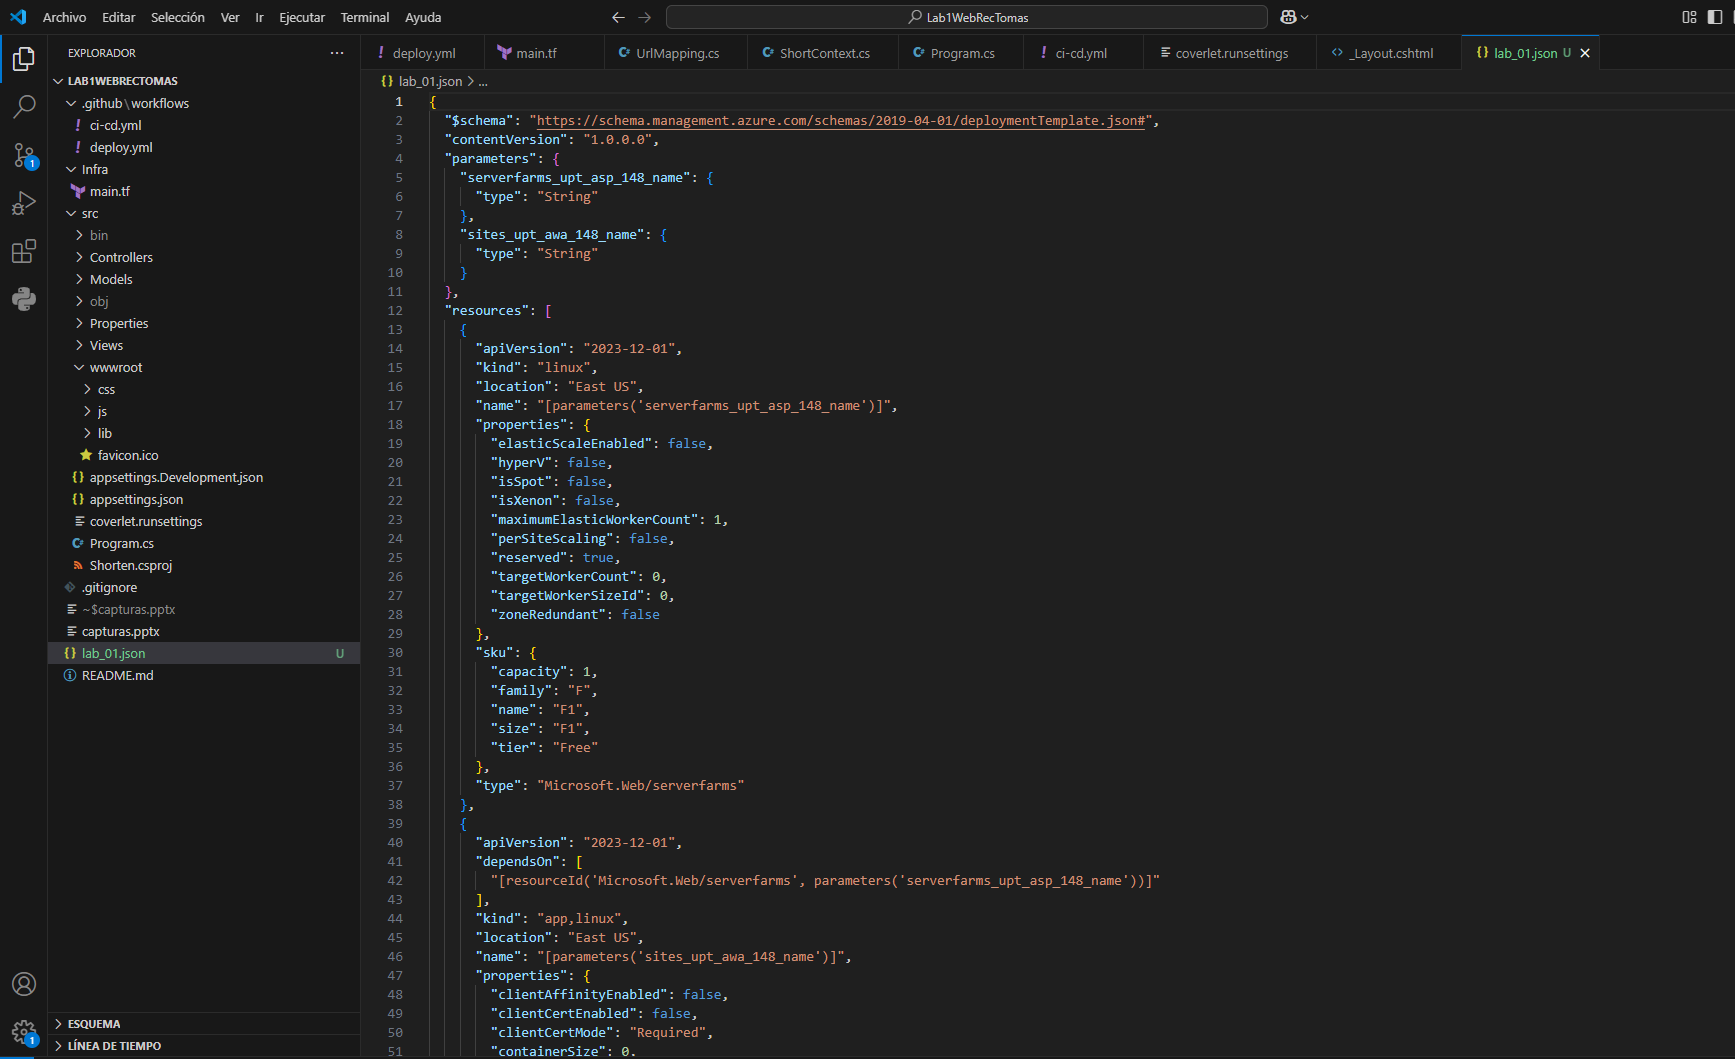 Archivo Editar Selección Ver Ir Ejecutar Terminal Ayuda
Lab1WebRecTomas
EXPLORADOR
LAB1WEBRECTOMAS
.github\workflows
ci-cd.yml
deploy.yml
Infra
main.tf
src
bin
Controllers
Models
obj
Properties
Views
wwwroot
css
js
lib
favicon.ico
appsettings.Development.json
appsettings.json
coverlet.runsettings
Program.cs
Shorten.csproj
.gitignore
~$capturas.pptx
capturas.pptx
lab_01.json U
README.md
ESQUEMA
LÍNEA DE TIEMPO
1
1
deploy.yml main.tf UrlMapping.cs ShortContext.cs Program.cs ci-cd.yml coverlet.runsettings _Layout.cshtml lab_01.json U
lab_01.json > ...
1 {
2 "$schema": "https://schema.management.azure.com/schemas/2019-04-01/deploymentTemplate.json#",
3 "contentVersion": "1.0.0.0",
4 "parameters": {
5 "serverfarms_upt_asp_148_name": {
6 "type": "String"
7 },
8 "sites_upt_awa_148_name": {
9 "type": "String"
10 }
11 },
12 "resources": [
13 {
14 "apiVersion": "2023-12-01",
15 "kind": "linux",
16 "location": "East US",
17 "name": "[parameters('serverfarms_upt_asp_148_name')]",
18 "properties": {
19 "elasticScaleEnabled": false,
20 "hyperV": false,
21 "isSpot": false,
22 "isXenon": false,
23 "maximumElasticWorkerCount": 1,
24 "perSiteScaling": false,
25 "reserved": true,
26 "targetWorkerCount": 0,
27 "targetWorkerSizeId": 0,
28 "zoneRedundant": false
29 },
30 "sku": {
31 "capacity": 1,
32 "family": "F",
33 "name": "F1",
34 "size": "F1",
35 "tier": "Free"
36 },
37 "type": "Microsoft.Web/serverfarms"
38 },
39 {
40 "apiVersion": "2023-12-01",
41 "dependsOn": [
42 "[resourceId('Microsoft.Web/serverfarms', parameters('serverfarms_upt_asp_148_name'))]"
43 ],
44 "kind": "app,linux",
45 "location": "East US",
46 "name": "[parameters('sites_upt_awa_148_name')]",
47 "properties": {
48 "clientAffinityEnabled": false,
49 "clientCertEnabled": false,
50 "clientCertMode": "Required",
51 "containerSize": 0,